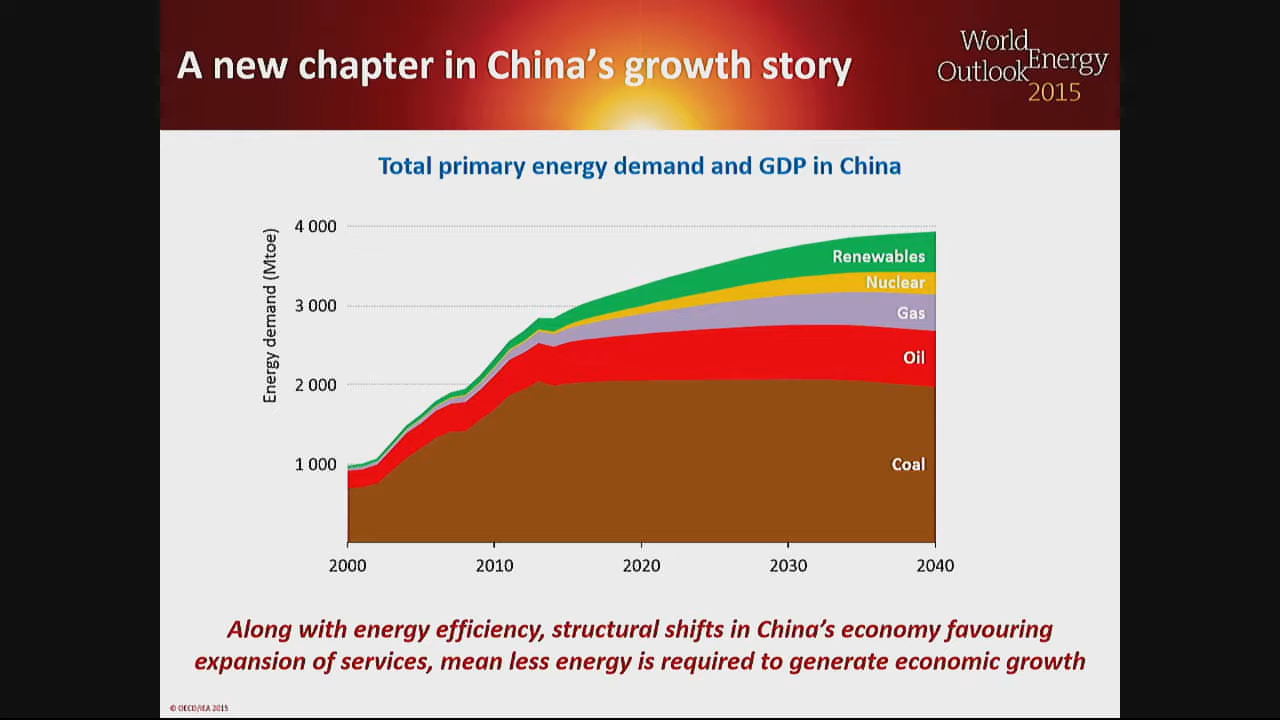 A new chapter in China's growth story
World
Energy
Outlook
2015
Total primary energy demand and GDP in China
Energy demand (Mtoe)
4 000
3 000
2 000
1 000
Renewables
Nuclear
Gas
Oil
Coal
2000 2010 2020 2030 2040
Along with energy efficiency, structural shifts in China's economy favouring
expansion of services, mean less energy is required to generate economic growth
© OECD/IEA 2015